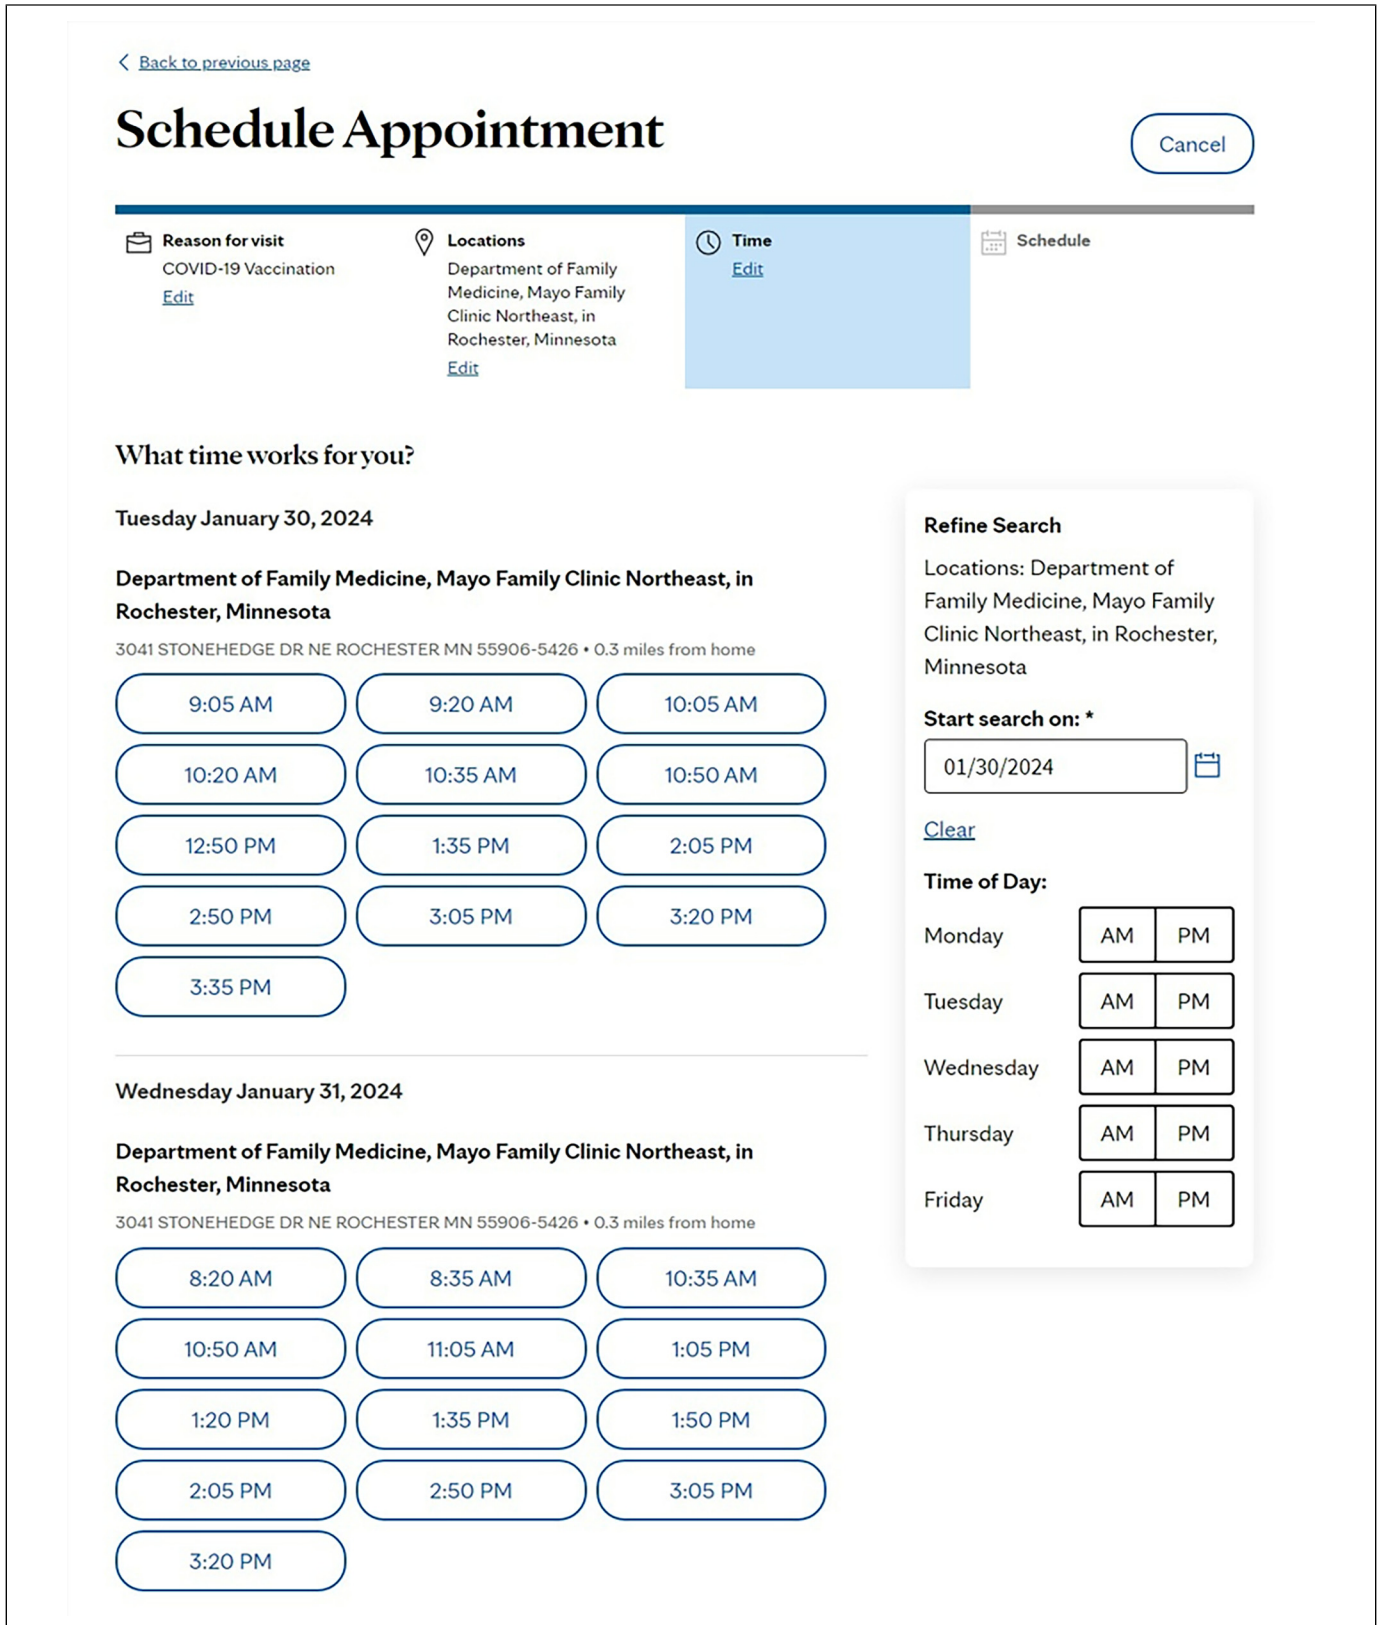 Back to previous page
Schedule Appointment
Cancel
Reason for visit
COVID-19 Vaccination
Edit
Locations
Department of Family
Medicine, Mayo Family
Clinic Northeast, in
Rochester, Minnesota
Edit
Time
Edit
Schedule
What time works for you?
Tuesday January 30, 2024
Department of Family Medicine, Mayo Family Clinic Northeast, in
Rochester, Minnesota
3041 STONEHEDGE DR NE ROCHESTER MN 55906-5426 • 0.3 miles from home
9:05 AM 9:20 AM 10:05 AM
10:20 AM 10:35 AM 10:50 AM
12:50 PM 1:35 PM 2:05 PM
2:50 PM 3:05 PM 3:20 PM
3:35 PM
Wednesday January 31, 2024
Department of Family Medicine, Mayo Family Clinic Northeast, in
Rochester, Minnesota
3041 STONEHEDGE DR NE ROCHESTER MN 55906-5426 • 0.3 miles from home
8:20 AM 8:35 AM 10:35 AM
10:50 AM 11:05 AM 1:05 PM
1:20 PM 1:35 PM 1:50 PM
2:05 PM 2:50 PM 3:05 PM
3:20 PM
Refine Search
Locations: Department of
Family Medicine, Mayo Family
Clinic Northeast, in Rochester,
Minnesota
Start search on: *
01/30/2024
Clear
Time of Day:
Monday AM PM
Tuesday AM PM
Wednesday AM PM
Thursday AM PM
Friday AM PM